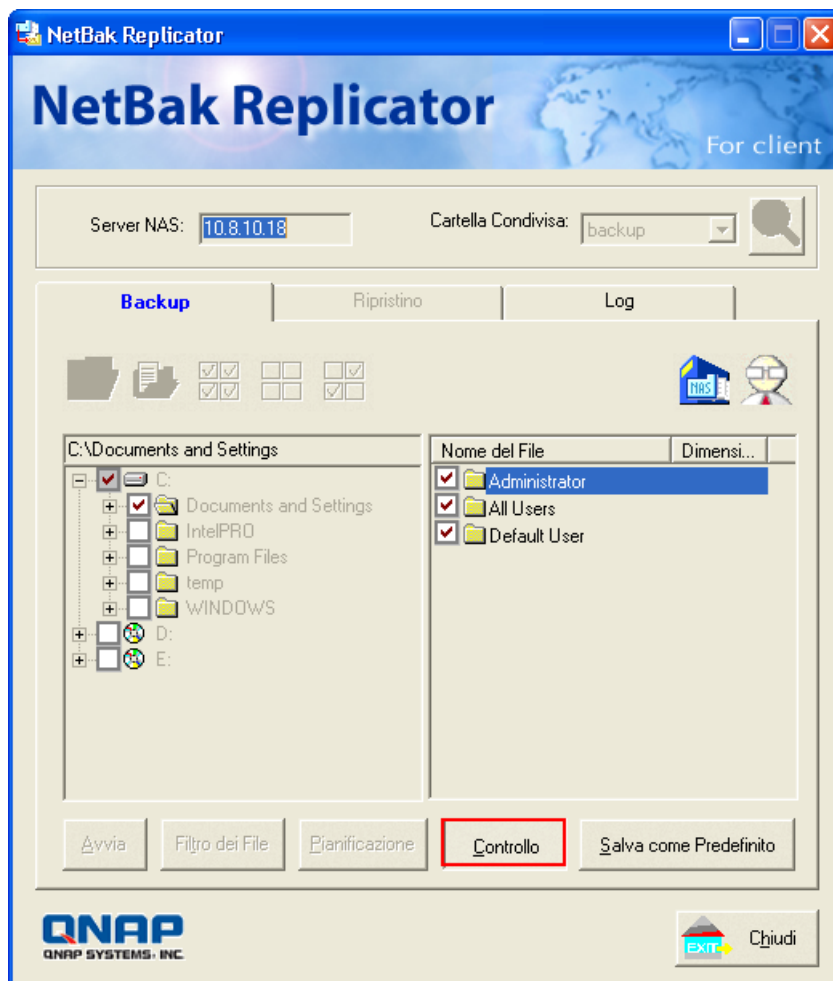 NetBak Replicator
NetBak Replicator
For client
Server NAS: 10.8.10.18 Cartella Condivisa: backup
Backup Ripristino Log
NAS
C:\Documents and Settings
C:
Documents and Settings
IntelPRO
Program Files
temp
WINDOWS
D:
E:
Nome del File Dimensi...
Administrator
All Users
Default User
Avvia Filtro dei File Pianificazione Controllo Salva come Predefinito
QNAP
QNAP SYSTEMS, INC.
EXIT Chiudi